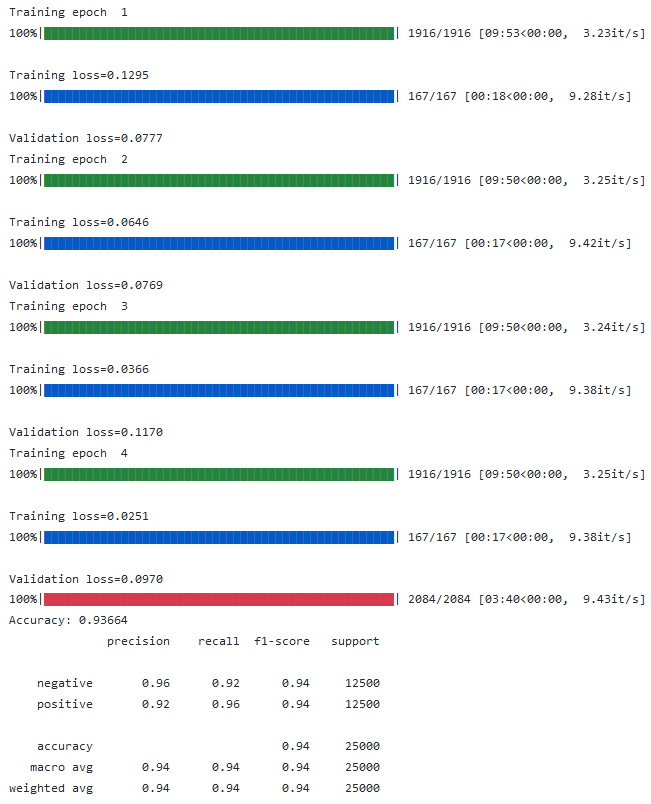 Training epoch  1
100%|██████████| 1916/1916 [09:53<00:00,  3.23it/s]
Training loss=0.1295
100%|██████████| 167/167 [00:18<00:00,  9.28it/s]
Validation loss=0.0777
Training epoch  2
100%|██████████| 1916/1916 [09:50<00:00,  3.25it/s]
Training loss=0.0646
100%|██████████| 167/167 [00:17<00:00,  9.42it/s]
Validation loss=0.0769
Training epoch  3
100%|██████████| 1916/1916 [09:50<00:00,  3.24it/s]
Training loss=0.0366
100%|██████████| 167/167 [00:17<00:00,  9.38it/s]
Validation loss=0.1170
Training epoch  4
100%|██████████| 1916/1916 [09:50<00:00,  3.25it/s]
Training loss=0.0251
100%|██████████| 167/167 [00:17<00:00,  9.38it/s]
Validation loss=0.0970
100%|██████████| 2084/2084 [03:40<00:00,  9.43it/s]
Accuracy: 0.93664
              precision    recall  f1-score   support
    negative       0.96      0.92      0.94     12500
    positive       0.92      0.96      0.94     12500
    accuracy                           0.94     25000
   macro avg       0.94      0.94      0.94     25000
weighted avg       0.94      0.94      0.94     25000